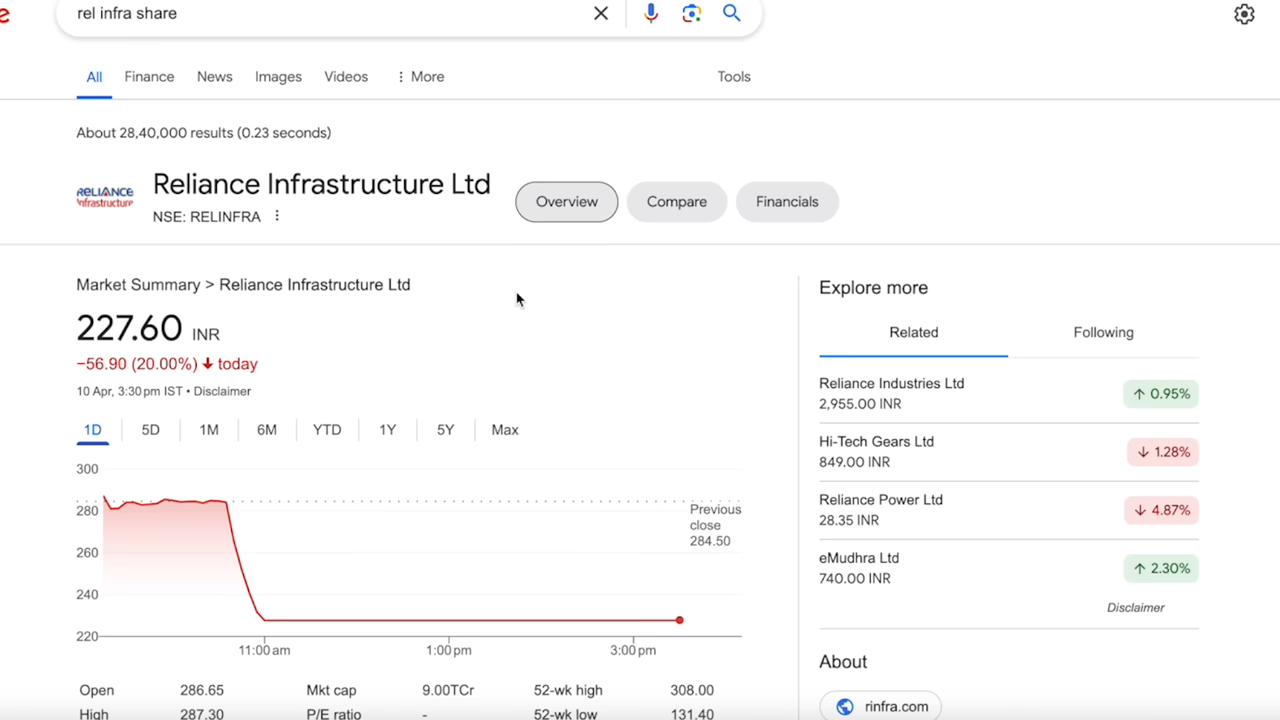 e
rel infra share
All Finance News Images Videos More Tools
About 28,40,000 results (0.23 seconds)
RELIANCE
Infrastructure
Reliance Infrastructure Ltd
NSE: RELINFRA
Overview Compare Financials
Market Summary > Reliance Infrastructure Ltd
227.60 INR
−56.90 (20.00%) ↓ today
10 Apr, 3:30 pm IST • Disclaimer
1D 5D 1M 6M YTD 1Y 5Y Max
300
280
260
240
220
Previous
close
284.50
11:00 am 1:00 pm 3:00 pm
Open 286.65 Mkt cap 9.00TCr 52-wk high 308.00
High 287.30 P/E ratio - 52-wk low 131.40
Explore more
Related Following
Reliance Industries Ltd
2,955.00 INR
↑ 0.95%
Hi-Tech Gears Ltd
849.00 INR
↓ 1.28%
Reliance Power Ltd
28.35 INR
↓ 4.87%
eMudhra Ltd
740.00 INR
↑ 2.30%
Disclaimer
About
rinfra.com